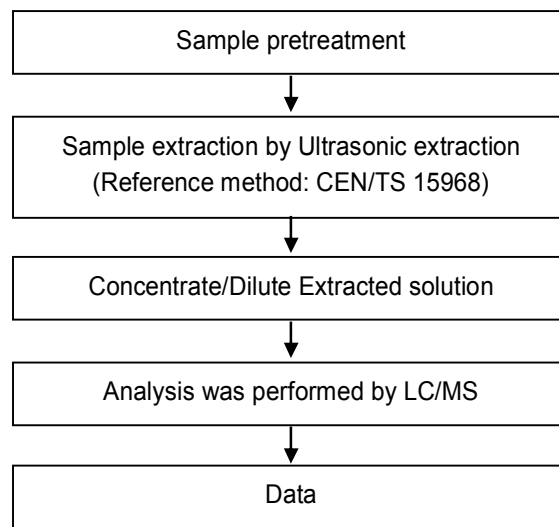 Sample pretreatment
Sample extraction by Ultrasonic extraction
(Reference method: CEN/TS 15968)
Concentrate/Dilute Extracted solution
Analysis was performed by LC/MS
Data